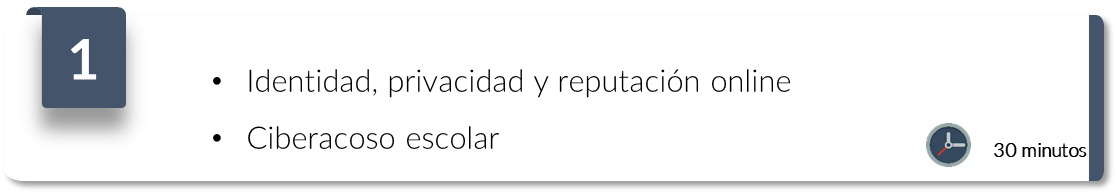 1
• Identidad, privacidad y reputación online
• Ciberacoso escolar
30 minutos